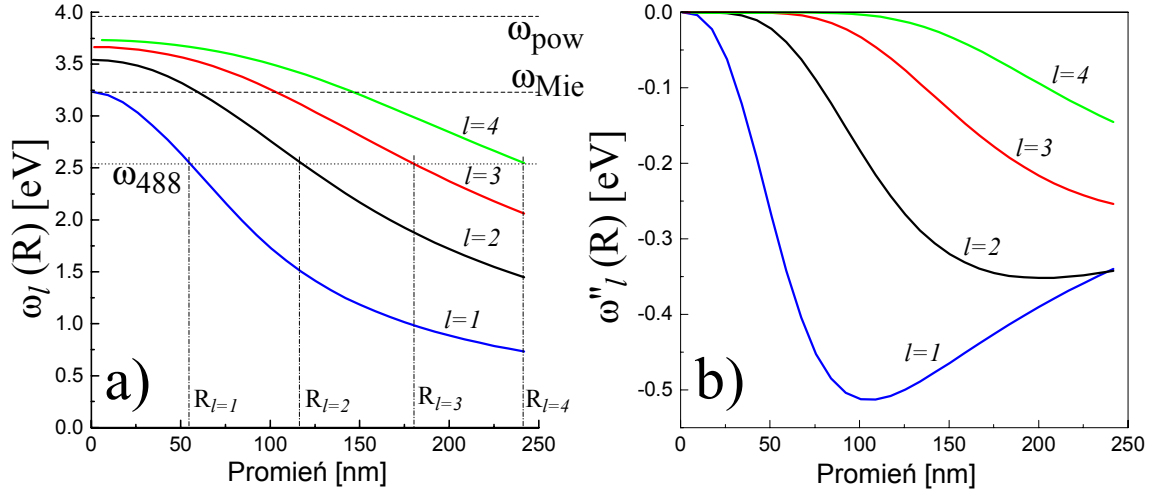 ω_l (R) [eV]
4.0
3.5
3.0
2.5
2.0
1.5
1.0
0.5
0.0
ω_pow
ω_Mie
ω_488
l=4
l=3
l=2
l=1
a)
R_l=1
R_l=2
R_l=3
R_l=4
0
50
100
150
200
250
Promień [nm]
ω"_l (R) [eV]
0.0
-0.1
-0.2
-0.3
-0.4
-0.5
l=4
l=3
l=2
l=1
b)
0
50
100
150
200
250
Promień [nm]